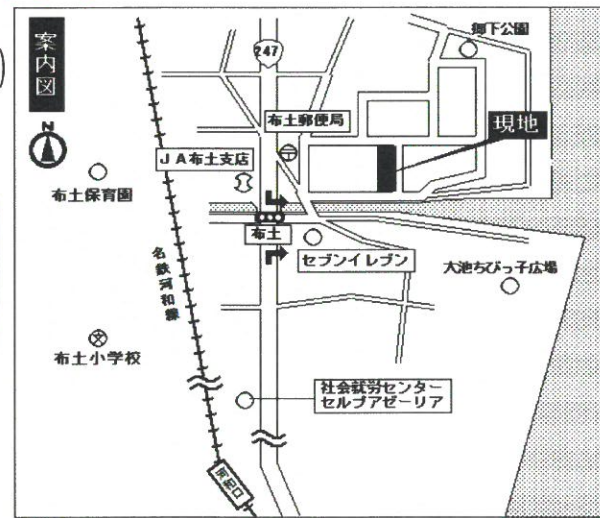 案内図
N
247
御下公園
布土郵便局
現地
JA布土支店
布土保育園
布土
セブンイレブン
名鉄河和線
大池ちびっ子広場
布土小学校
社会就労センター
セルプアゼーリア
河和口